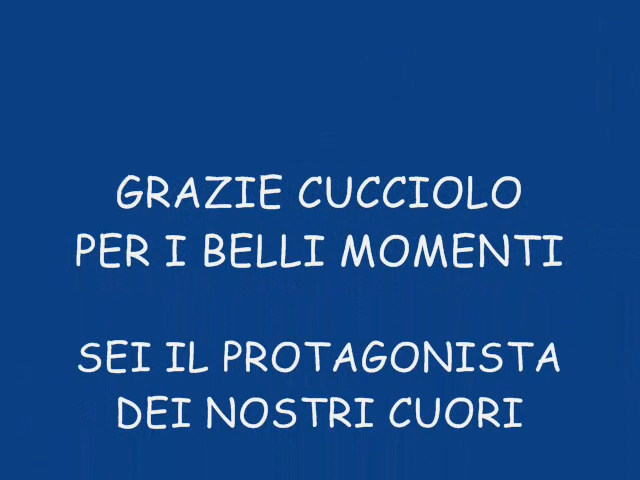 GRAZIE CUCCIOLO
PER I BELLI MOMENTI
SEI IL PROTAGONISTA
DEI NOSTRI CUORI